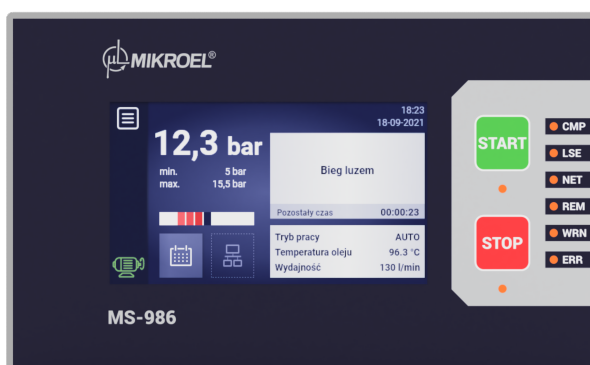 μL MIKROEL®
18:23
18-09-2021
12,3 bar
min. 5 bar
max. 15,5 bar
Bieg luzem
Pozostały czas 00:00:23
Tryb pracy AUTO
Temperatura oleju 96.3 °C
Wydajność 130 l/min
START
STOP
CMP
LSE
NET
REM
WRN
ERR
MS-986